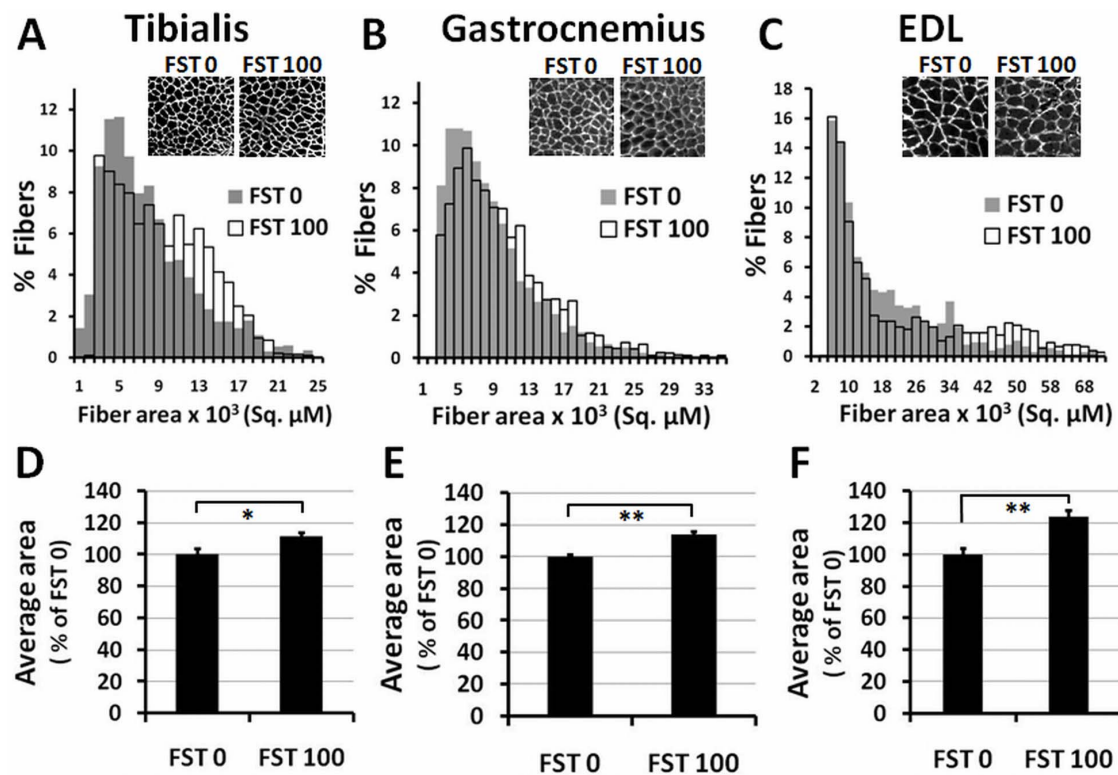 A Tibialis
FST 0 FST 100
12
10
8
6
4
2
0
% Fibers
FST 0
FST 100
1 5 9 13 17 21 25
Fiber area x 10³ (Sq. µM)
B Gastrocnemius
FST 0 FST 100
12
10
8
6
4
2
0
% Fibers
FST 0
FST 100
1 5 9 13 17 21 25 29 33
Fiber area x 10³ (Sq. µM)
C EDL
FST 0 FST 100
18
16
14
12
10
8
6
4
2
0
% Fibers
FST 0
FST 100
2 10 18 26 34 42 50 58 68
Fiber area x 10³ (Sq. µM)
D
140
120
100
80
60
40
20
0
Average area
( % of FST 0)
*
FST 0 FST 100
E
140
120
100
80
60
40
20
0
Average area
( % of FST 0)
**
FST 0 FST 100
F
140
120
100
80
60
40
20
0
Average area
( % of FST 0)
**
FST 0 FST 100